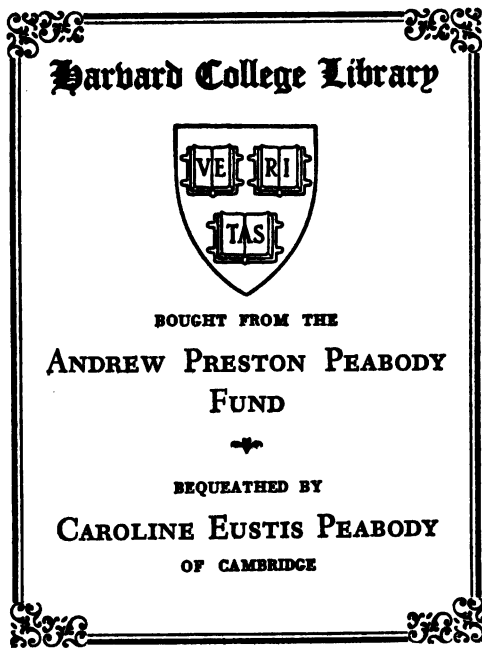 Harvard College Library
VE RI
TAS
BOUGHT FROM THE
ANDREW PRESTON PEABODY
FUND
BEQUEATHED BY
CAROLINE EUSTIS PEABODY
OF CAMBRIDGE